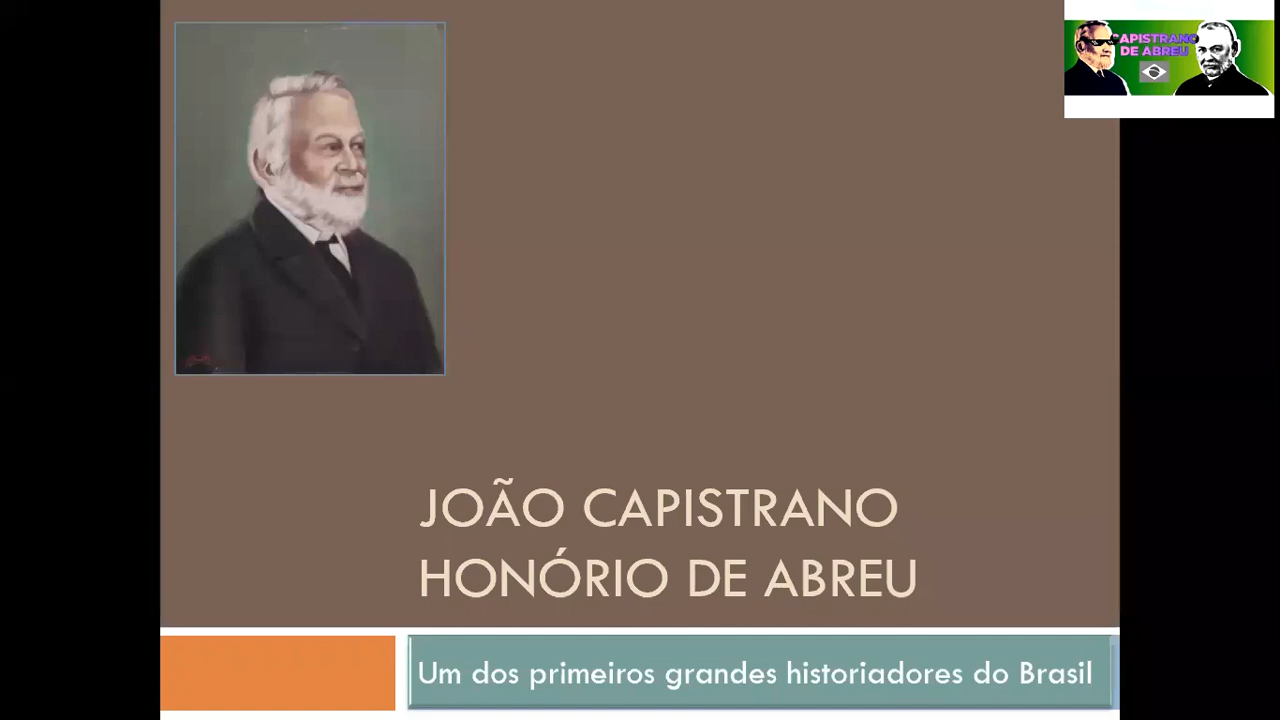 CAPISTRANO
DE ABREU
JOÃO CAPISTRANO
HONÓRIO DE ABREU
Um dos primeiros grandes historiadores do Brasil